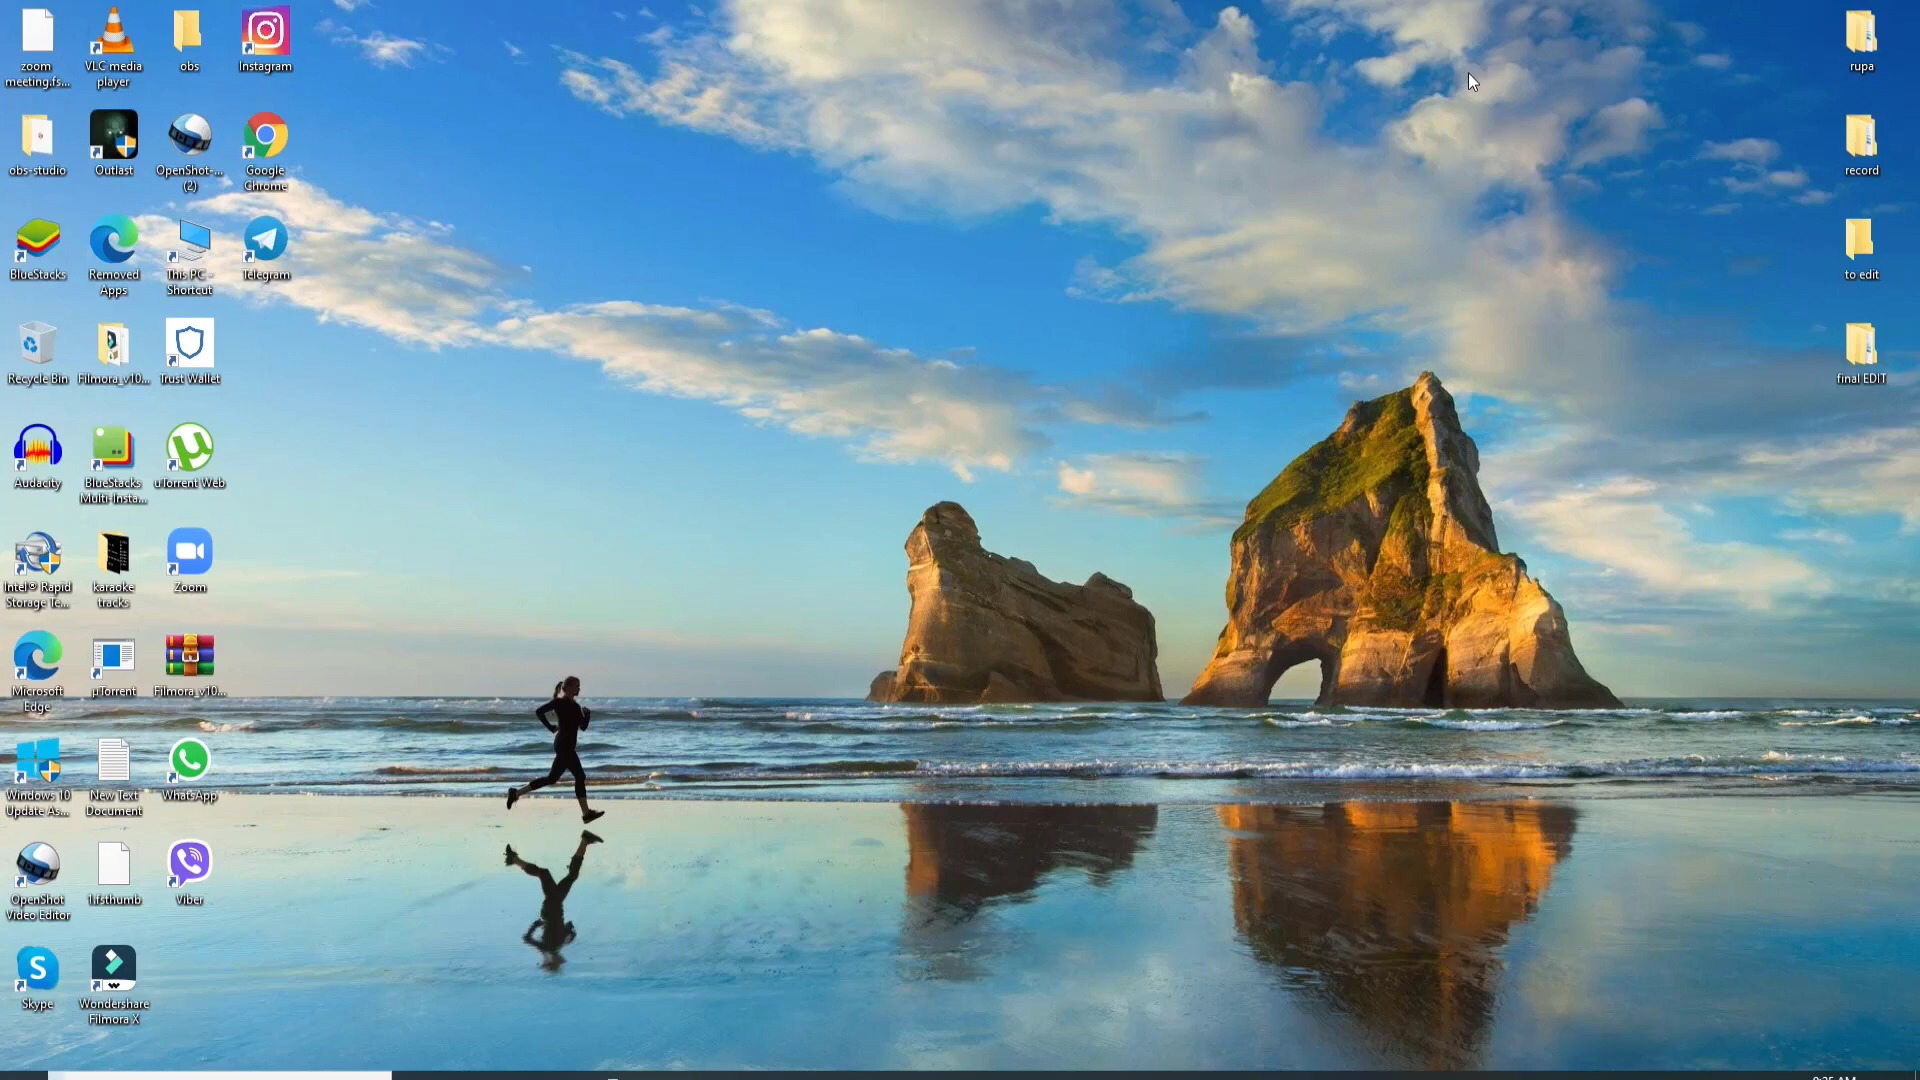 zoom
meeting.fs...
VLC media
player
obs
Instagram
rupa
obs-studio
Outlast
OpenShot-...
(2)
Google
Chrome
record
BlueStacks
Removed
Apps
This PC -
Shortcut
Telegram
to edit
Recycle Bin
Filmora_v10...
Trust Wallet
final EDIT
Audacity
BlueStacks
Multi-Insta...
uTorrent Web
Intel® Rapid
Storage Te...
karaoke
tracks
Zoom
Microsoft
Edge
µTorrent
Filmora_v10...
Windows 10
Update As...
New Text
Document
WhatsApp
OpenShot
Video Editor
1.fsthumb
Viber
S
Skype
Wondershare
Filmora X